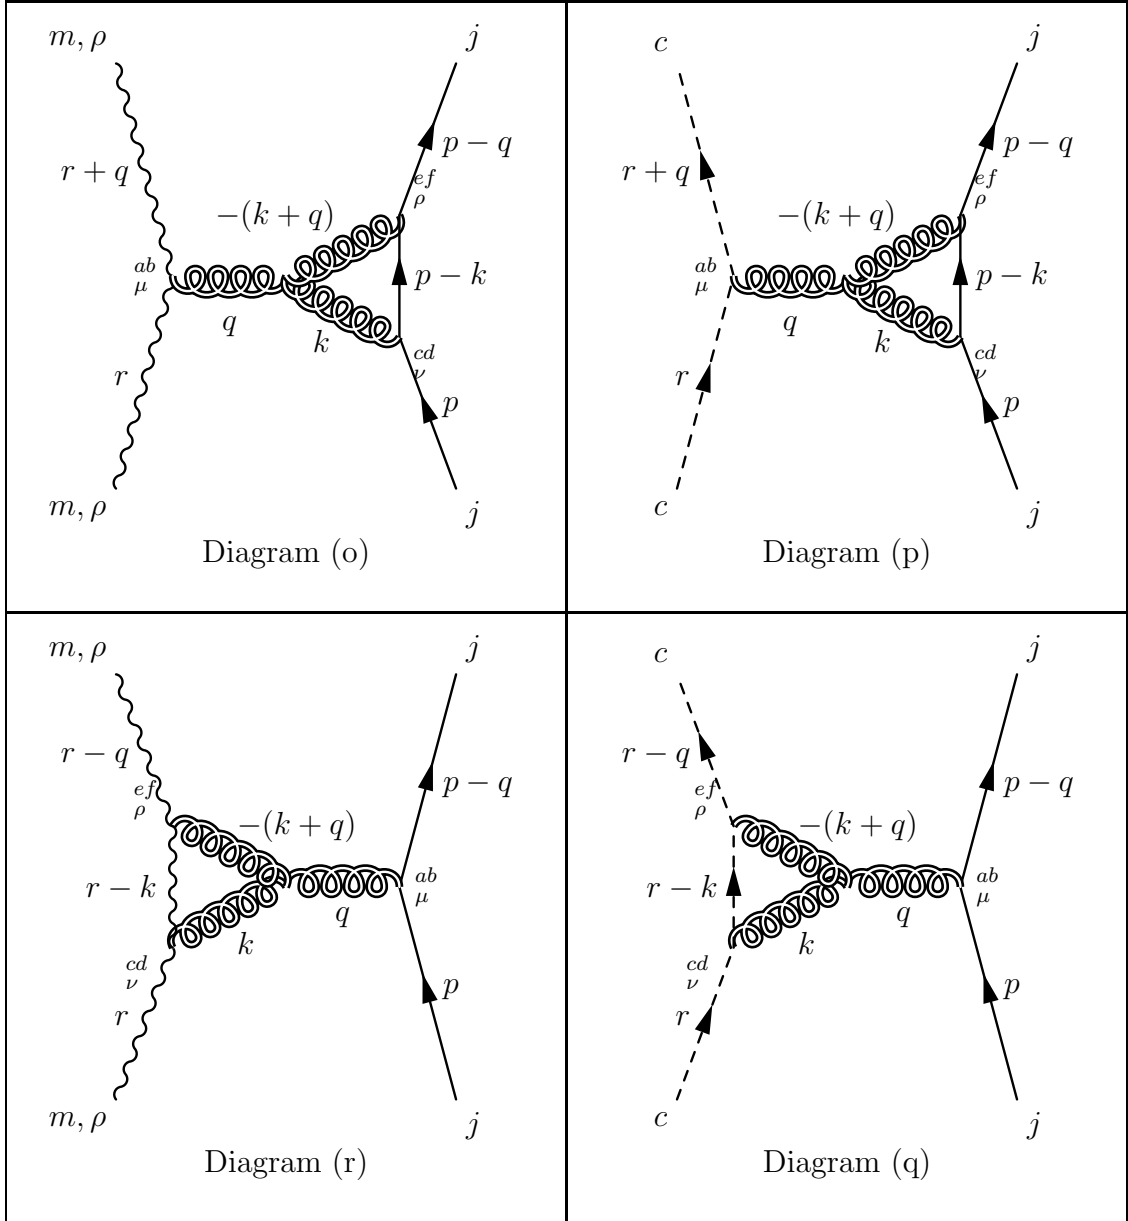 m, ρ
j
r + q
p − q
ef
ρ
−(k + q)
ab
μ
p − k
q
k
r
cd
ν
p
m, ρ
j
Diagram (o)
c
j
r + q
p − q
ef
ρ
−(k + q)
ab
μ
p − k
q
k
r
cd
ν
p
c
j
Diagram (p)
m, ρ
j
r − q
p − q
ef
ρ
−(k + q)
r − k
ab
μ
q
k
cd
ν
r
p
m, ρ
j
Diagram (r)
c
j
r − q
p − q
ef
ρ
−(k + q)
r − k
ab
μ
q
k
cd
ν
r
p
c
j
Diagram (q)